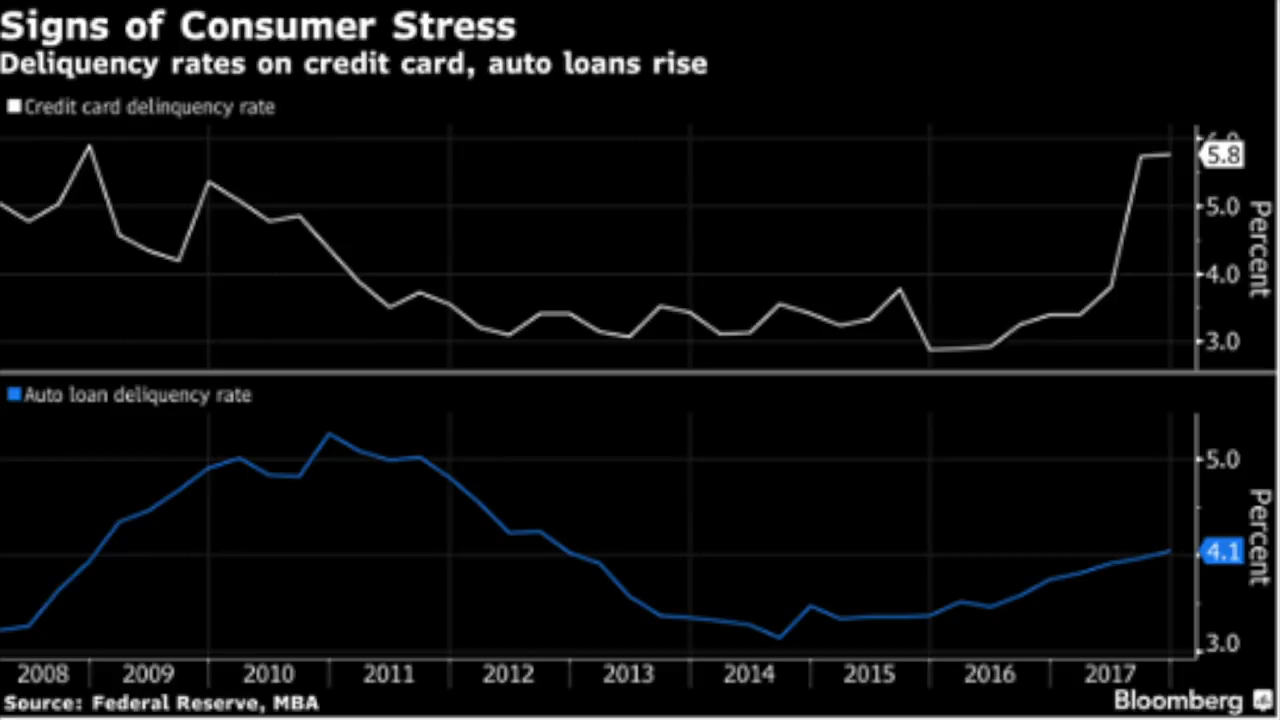 Signs of Consumer Stress
Deliquency rates on credit card, auto loans rise
Credit card delinquency rate
6.0
5.8
5.0
4.0
3.0
Percent
Auto loan deliquency rate
5.0
4.1
3.0
Percent
2008 2009 2010 2011 2012 2013 2014 2015 2016 2017
Source: Federal Reserve, MBA
Bloomberg